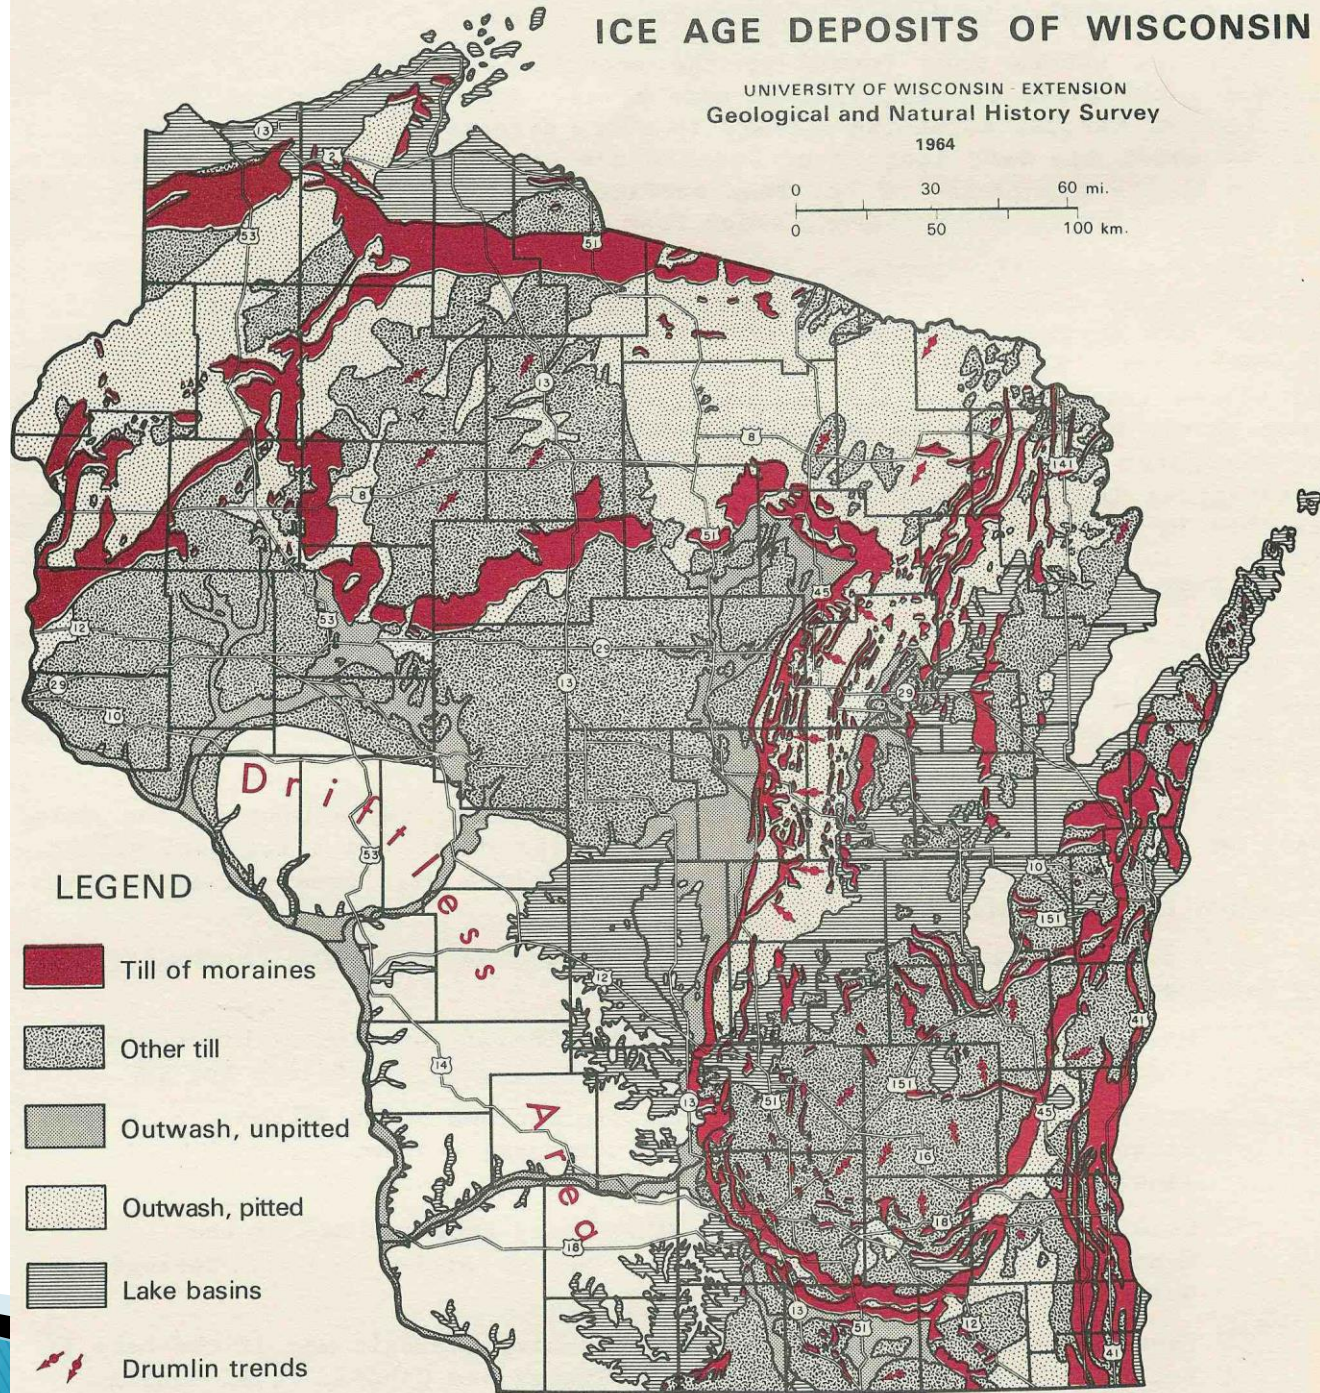 ICE AGE DEPOSITS OF WISCONSIN
UNIVERSITY OF WISCONSIN - EXTENSION
Geological and Natural History Survey
1964
0 30 60 mi.
0 50 100 km.
13
2
53
51
13
8
8
141
51
45
53
12
29
13
29
29
10
Driftless Area
53
10
151
12
41
14
13
51
151
45
16
18
18
13
51
12
41
LEGEND
Till of moraines
Other till
Outwash, unpitted
Outwash, pitted
Lake basins
Drumlin trends